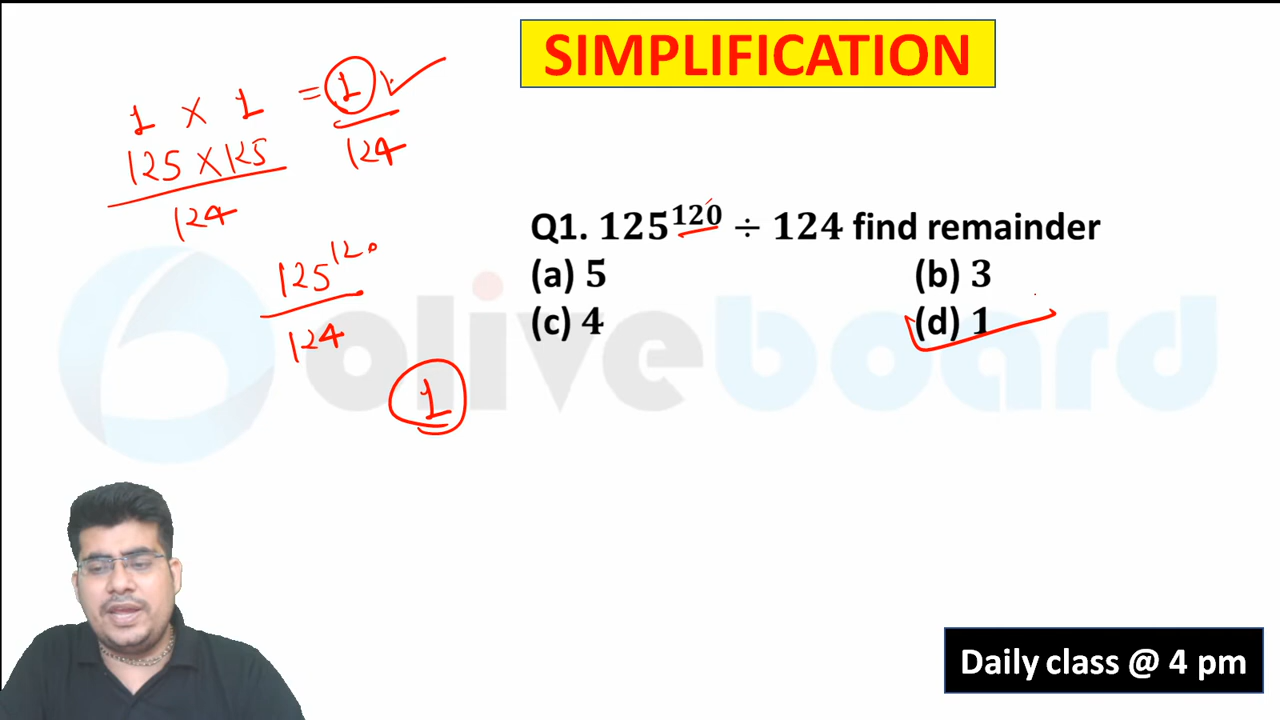 SIMPLIFICATION
1 × 1 = 1
125 × 125
124
124
125^120
124
1
Q1. 125^120 ÷ 124 find remainder
(a) 5
(b) 3
(c) 4
(d) 1
oliveboard
Daily class @ 4 pm